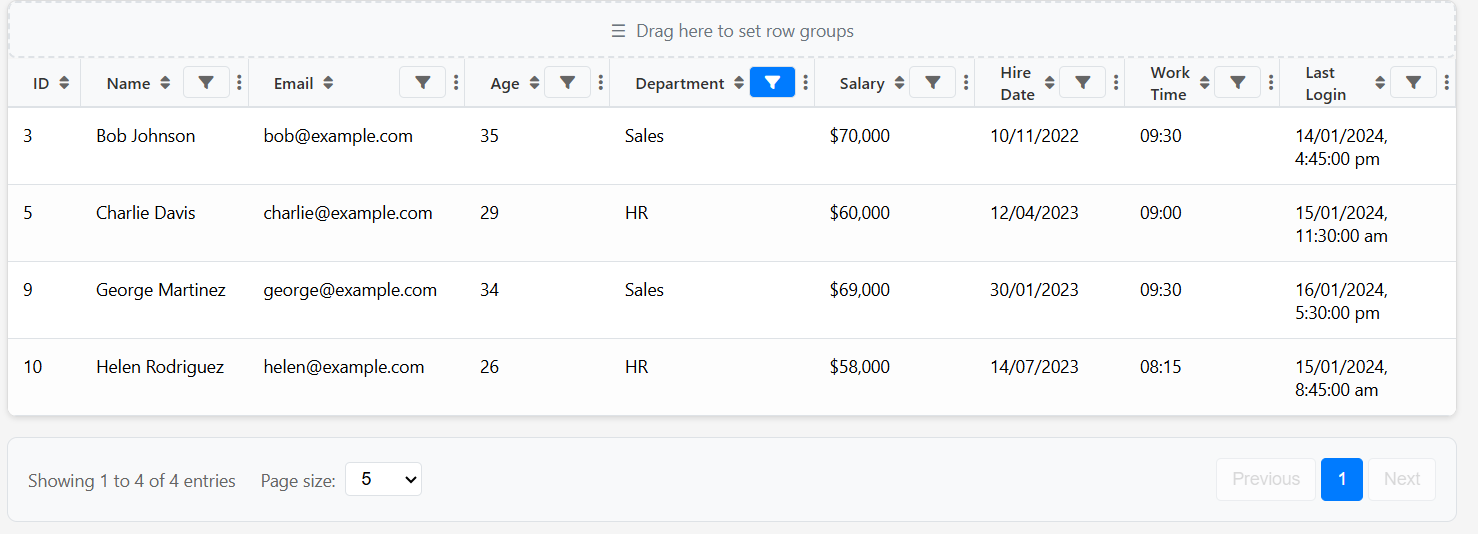 ☰ Drag here to set row groups
ID Name Email Age Department Salary Hire Date Work Time Last Login
3 Bob Johnson bob@example.com 35 Sales $70,000 10/11/2022 09:30 14/01/2024, 4:45:00 pm
5 Charlie Davis charlie@example.com 29 HR $60,000 12/04/2023 09:00 15/01/2024, 11:30:00 am
9 George Martinez george@example.com 34 Sales $69,000 30/01/2023 09:30 16/01/2024, 5:30:00 pm
10 Helen Rodriguez helen@example.com 26 HR $58,000 14/07/2023 08:15 15/01/2024, 8:45:00 am
Showing 1 to 4 of 4 entries Page size: 5 Previous 1 Next